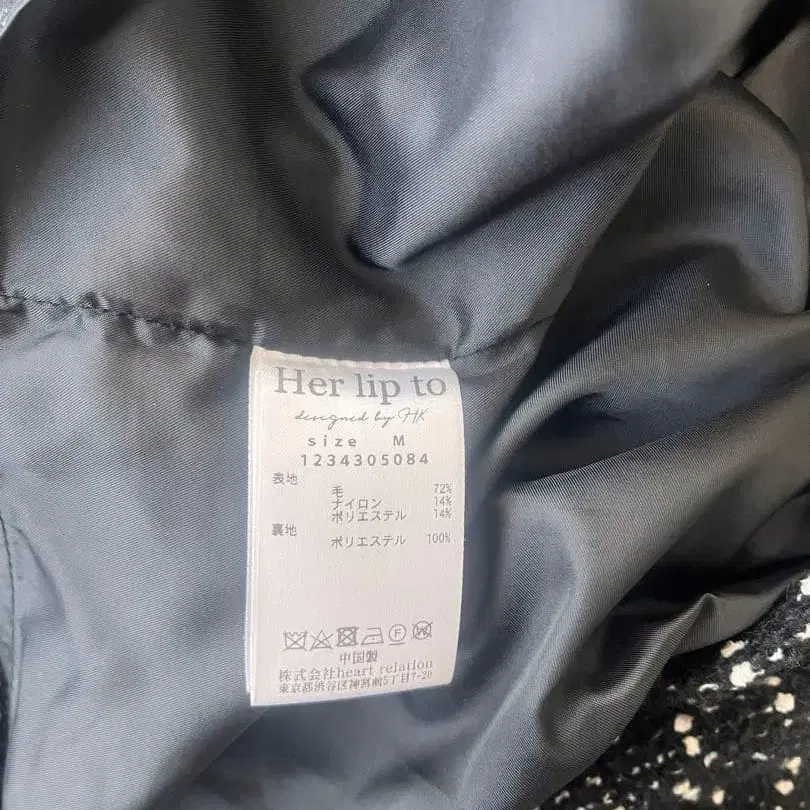 Her lip to
designed by HK
size M
1234305084
表地
毛 72%
ナイロン 14%
ポリエステル 14%
裏地
ポリエステル 100%
中国製
株式会社heart relation
東京都渋谷区神宮前5丁目7-20